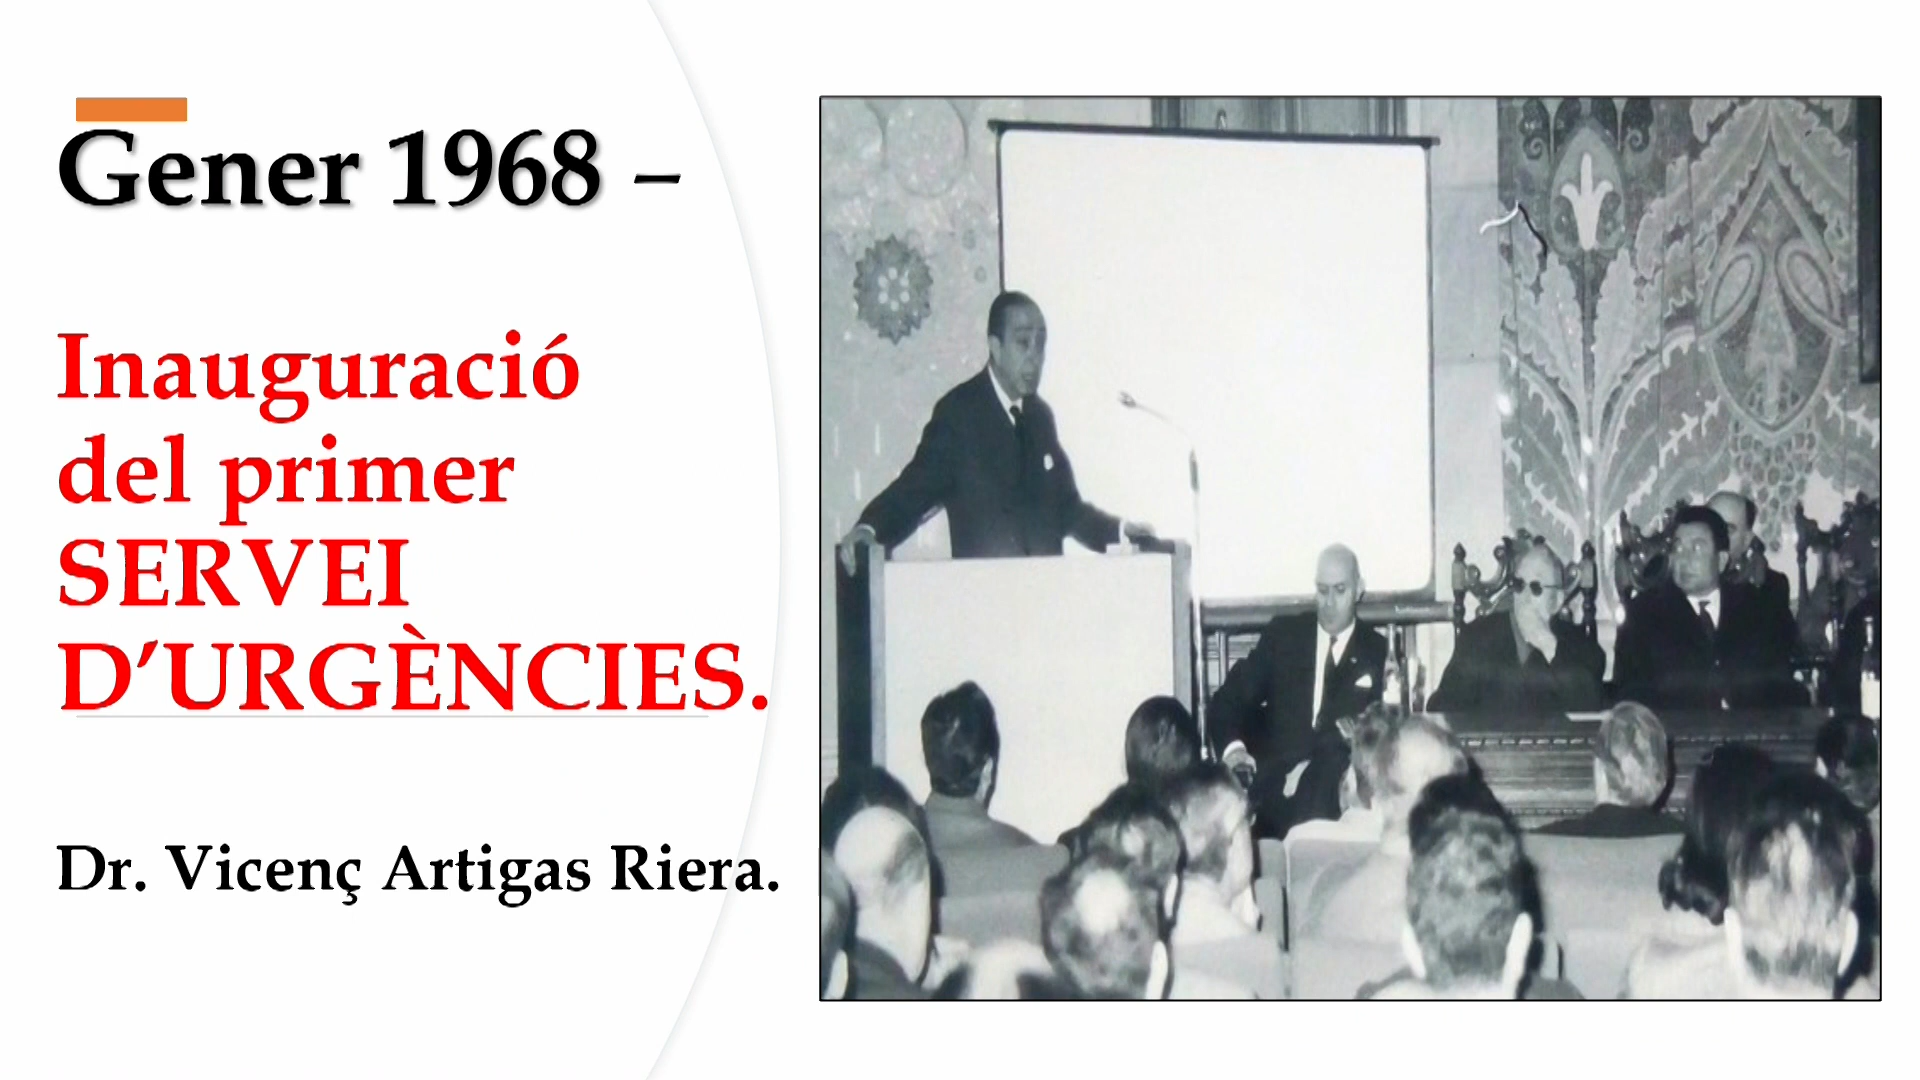 Gener 1968 –
Inauguració
del primer
SERVEI
D’URGÈNCIES.
Dr. Vicenç Artigas Riera.